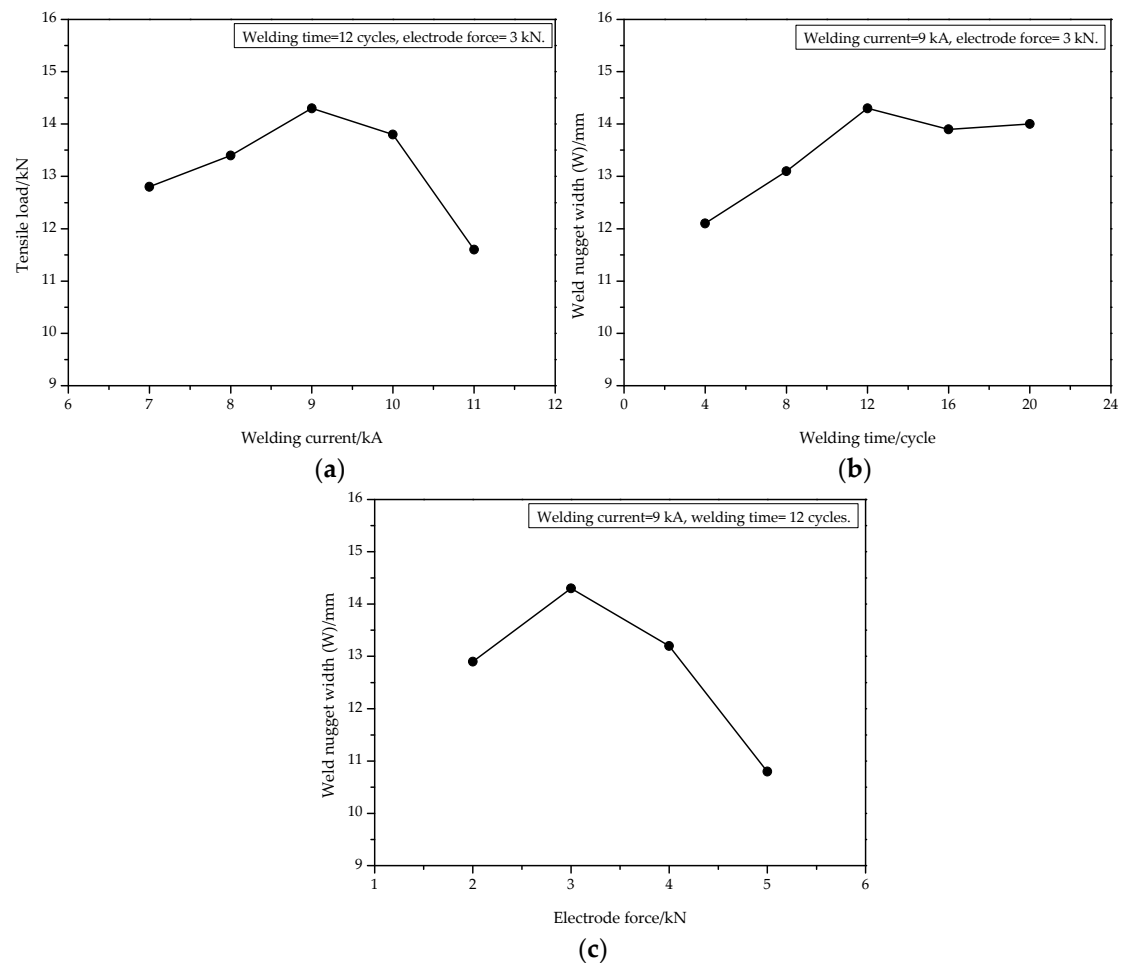 16
15
14
13
12
11
10
9
Tensile load/kN
Welding time=12 cycles, electrode force= 3 kN.
6 7 8 9 10 11 12
Welding current/kA
(a)
16
15
14
13
12
11
10
9
Weld nugget width (W)/mm
Welding current=9 kA, electrode force= 3 kN.
0 4 8 12 16 20 24
Welding time/cycle
(b)
16
15
14
13
12
11
10
9
Weld nugget width (W)/mm
Welding current=9 kA, welding time= 12 cycles.
1 2 3 4 5 6
Electrode force/kN
(c)